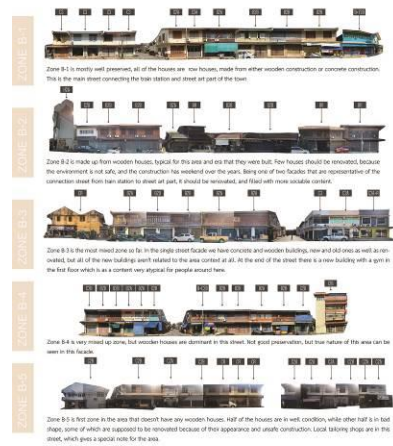 ZONE B-1
Zone B-1 is mostly well preserved, all of the houses are row houses, made from either wooden construction or concrete construction.
This is the main street connecting the train station and street art part of the town.
ZONE B-2
Zone B-2 is made up from wooden houses, typical for this area and era that they were built. Few houses should be renovated, because
the environment is not safe, and the construction has weekend over the years. Being one of two facades that are representative of the
connection street from train station to street art part, it should be renovated, and filled with more sociable content.
ZONE B-3
Zone B-3 is the most mixed zone so far. In the single street facade we have concrete and wooden buildings, new and old ones as well as ren-
ovated, but all of the new buildings aren't related to the area context at all. At the end of the street there is a new building with a gym in
the first floor which is as a content very atypical for people around here.
ZONE B-4
Zone B-4 is very mixed up zone, but wooden houses are dominant in this street. Not good preservation, but true nature of this area can be
seen in this facade.
ZONE B-5
Zone B-5 is first zone in the area that doesn't have any wooden houses. Half of the houses are in well condition, while other half is in bad
shape, some of which are supposed to be renovated because of their appearance and unsafe construction. Local tailoring shops are in this
street, which gives a special note for the area.